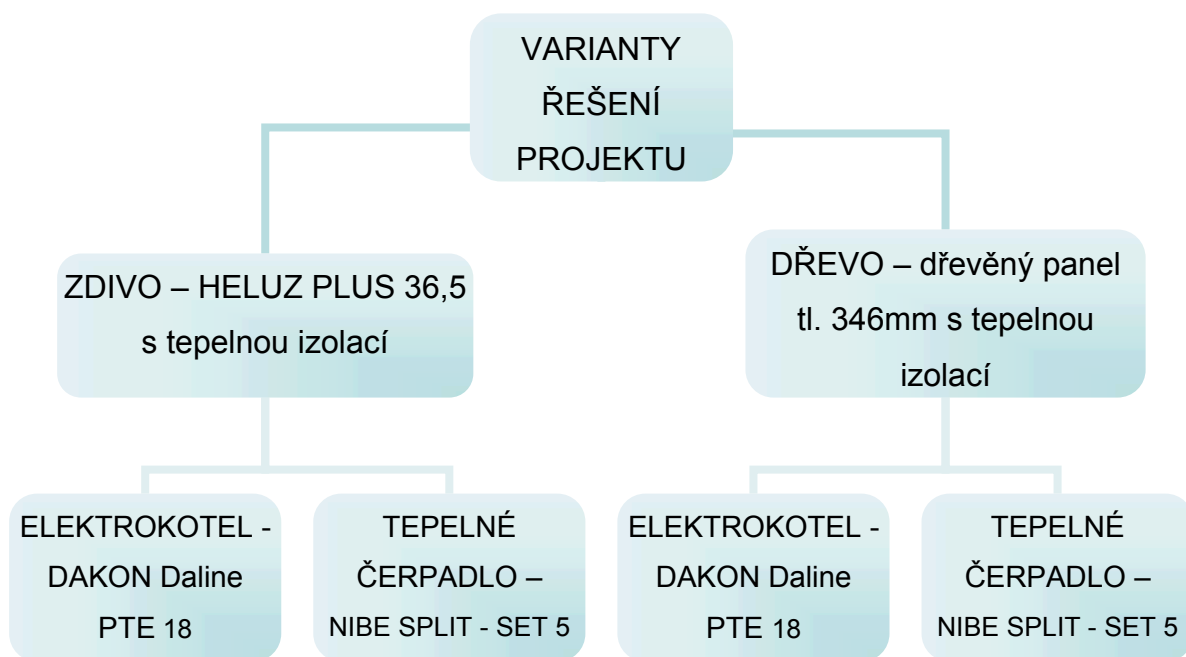 VARIANTY
ŘEŠENÍ
PROJEKTU
ZDIVO – HELUZ PLUS 36,5
s tepelnou izolací
DŘEVO – dřevěný panel
tl. 346mm s tepelnou
izolací
ELEKTROKOTEL -
DAKON Daline
PTE 18
TEPELNÉ
ČERPADLO –
NIBE SPLIT - SET 5
ELEKTROKOTEL -
DAKON Daline
PTE 18
TEPELNÉ
ČERPADLO –
NIBE SPLIT - SET 5